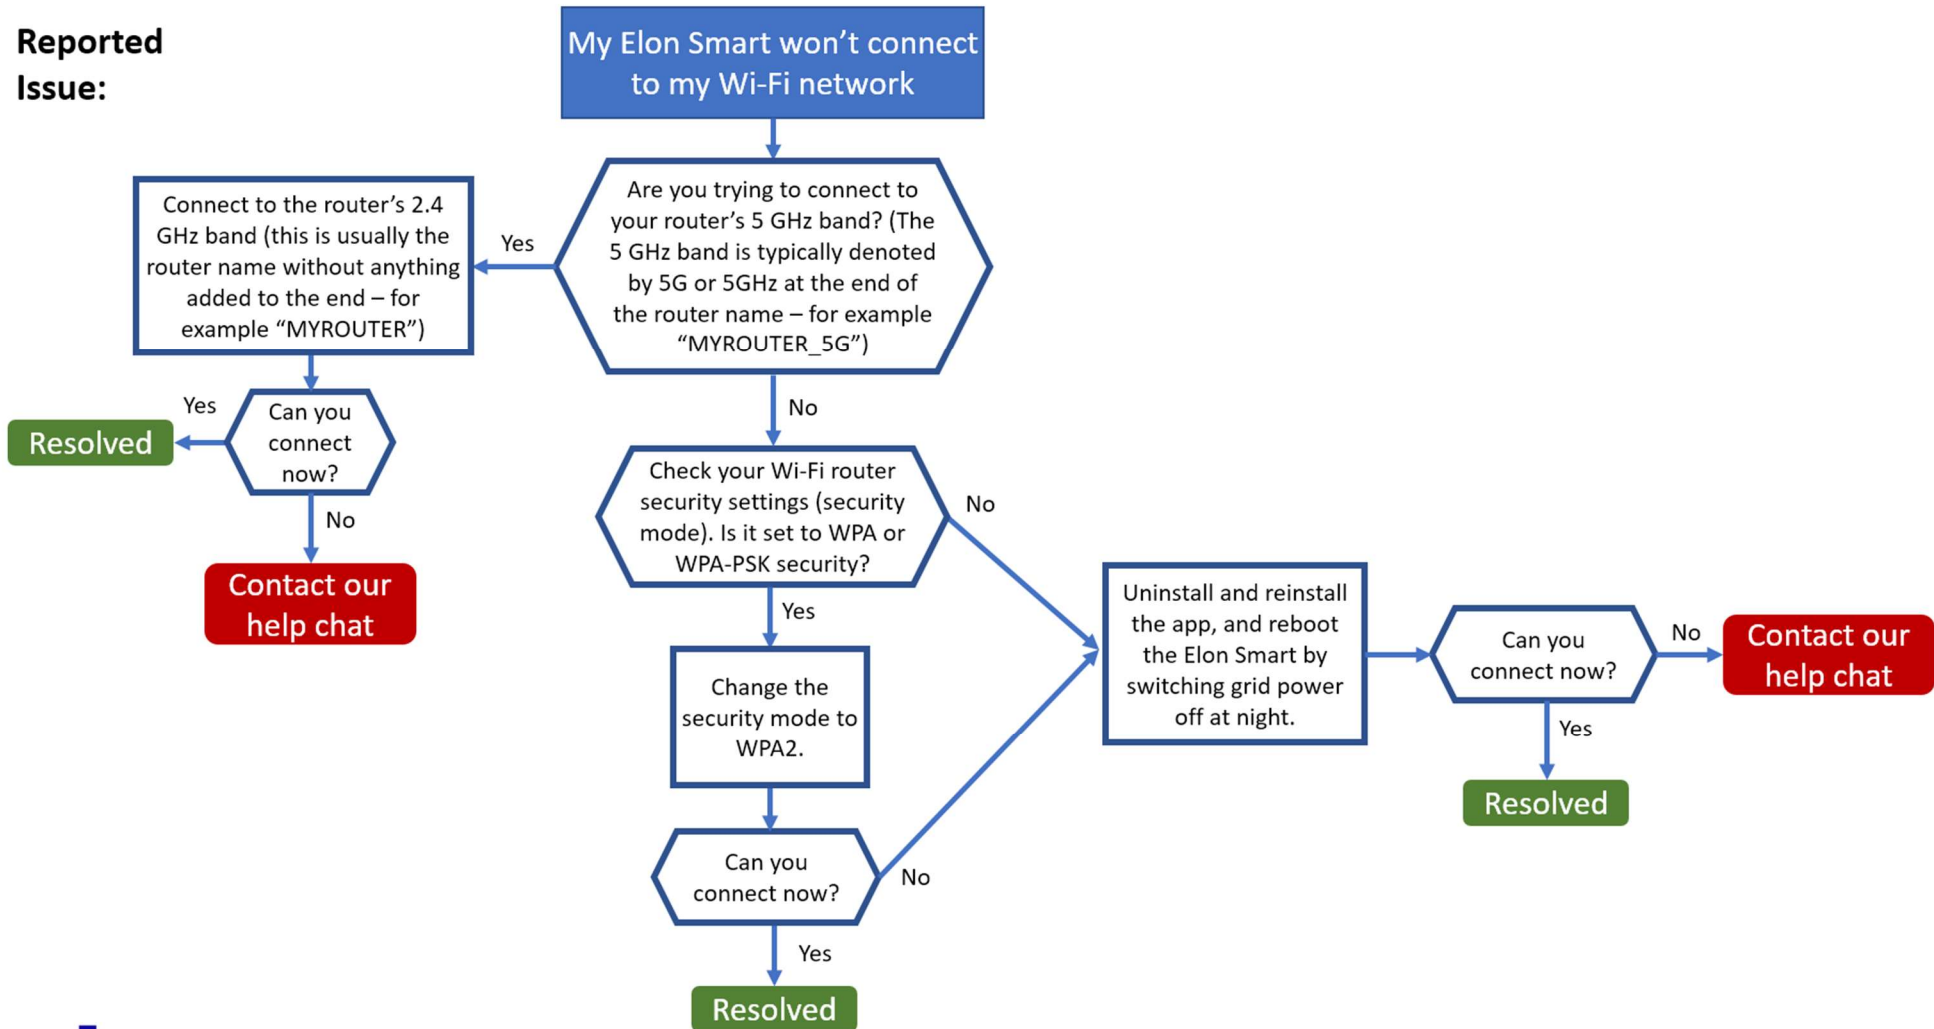 Reported
Issue:
My Elon Smart won’t connect
to my Wi-Fi network
Are you trying to connect to
your router’s 5 GHz band? (The
5 GHz band is typically denoted
by 5G or 5GHz at the end of
the router name – for example
“MYROUTER_5G”)
Yes
Connect to the router’s 2.4
GHz band (this is usually the
router name without anything
added to the end – for
example “MYROUTER”)
Can you
connect
now?
Yes
Resolved
No
Contact our
help chat
No
Check your Wi-Fi router
security settings (security
mode). Is it set to WPA or
WPA-PSK security?
No
Yes
Change the
security mode to
WPA2.
Can you
connect now?
No
Yes
Resolved
Uninstall and reinstall
the app, and reboot
the Elon Smart by
switching grid power
off at night.
Can you
connect now?
No
Contact our
help chat
Yes
Resolved